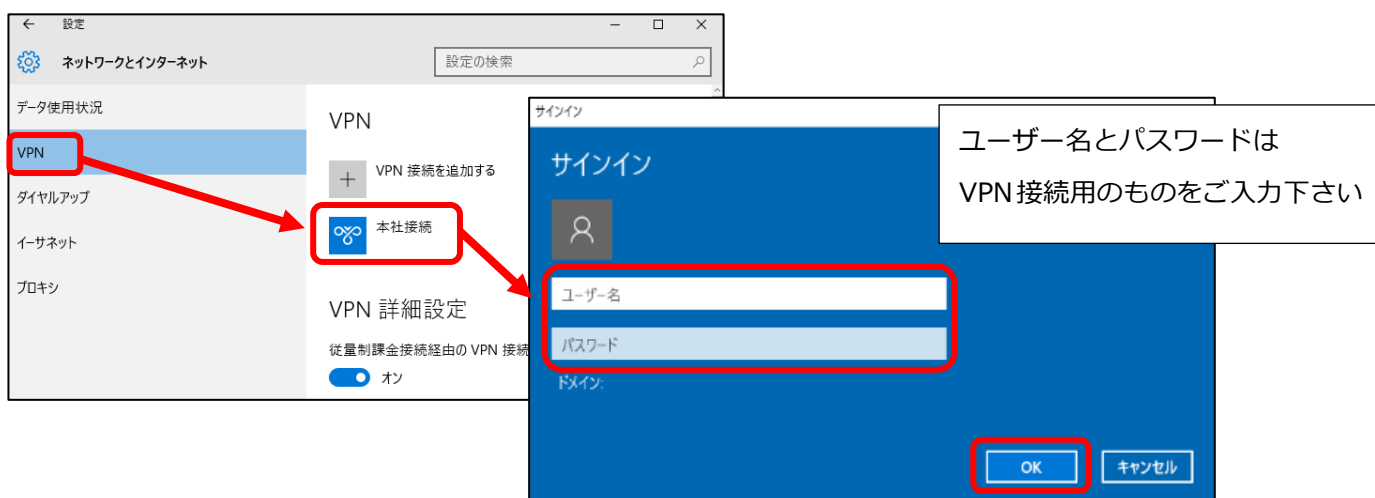 設定
ネットワークとインターネット
設定の検索
データ使用状況
VPN
ダイヤルアップ
イーサネット
プロキシ
VPN
VPN 接続を追加する
本社接続
VPN 詳細設定
従量制課金接続経由の VPN 接続
オン
サインイン
サインイン
ユーザー名
パスワード
ドメイン:
OK
キャンセル
ユーザー名とパスワードは
VPN接続用のものをご入力下さい